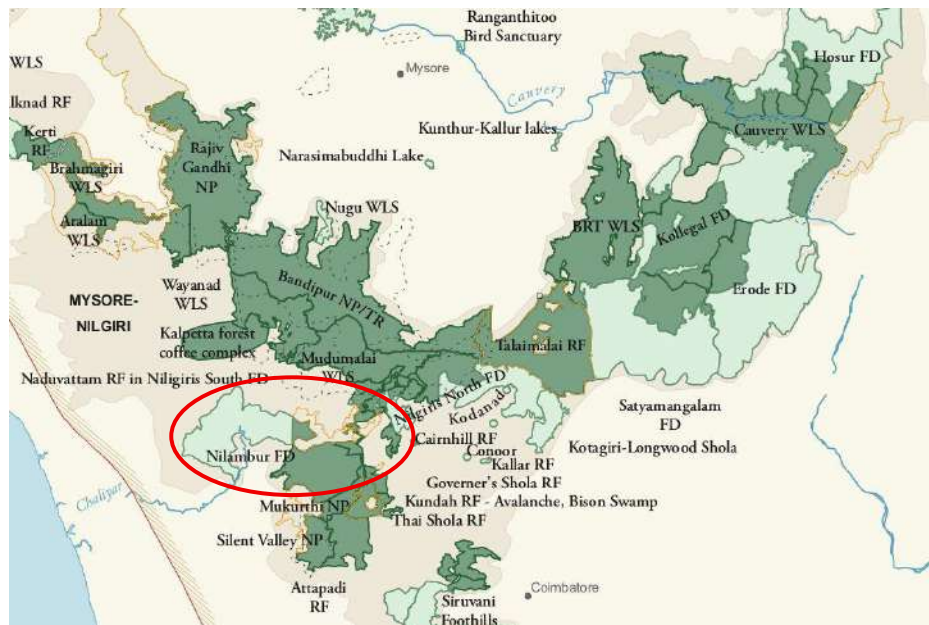 Ranganthitoo
Bird Sanctuary
Hosur FD
WLS
Mysore
lknad RF
Cauvery
Kerti
RF
Rajiv
Gandhi
NP
Kunthur-Kallur lakes
Cauvery WLS
Narasimabuddhi Lake
Brahmagiri
WLS
Nugu WLS
Aralam
WLS
BRT WLS
Kollegal FD
Wayanad
WLS
Bandipur NP/TR
Erode FD
MYSORE-
NILGIRI
Kalpetta forest
coffee complex
Talaimalai RF
Mudumalai
WLS
Naduvattam RF in Niligiris South FD
Nilgiris North FD
Kodanad
Satyamangalam
FD
Cairnhill RF
Kotagiri-Longwood Shola
Conoor
Nilambur FD
Kallar RF
Governer's Shola RF
Chaliyar
Kundah RF - Avalanche, Bison Swamp
Mukurthi NP
Thai Shola RF
Silent Valley NP
Attapadi
RF
Coimbatore
Siruvani
Foothills